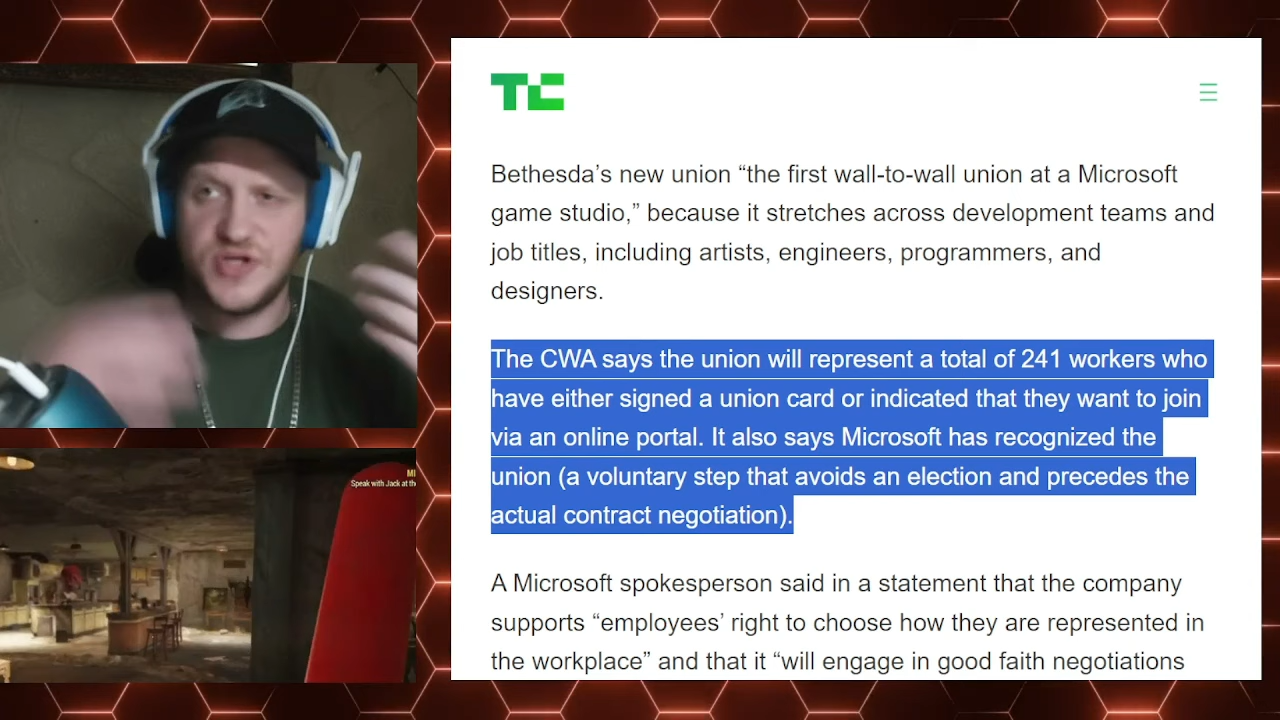 TC
Bethesda’s new union “the first wall-to-wall union at a Microsoft
game studio,” because it stretches across development teams and
job titles, including artists, engineers, programmers, and
designers.
The CWA says the union will represent a total of 241 workers who
have either signed a union card or indicated that they want to join
via an online portal. It also says Microsoft has recognized the
union (a voluntary step that avoids an election and precedes the
actual contract negotiation).
A Microsoft spokesperson said in a statement that the company
supports “employees’ right to choose how they are represented in
the workplace” and that it “will engage in good faith negotiations
MI
Speak with Jack at the